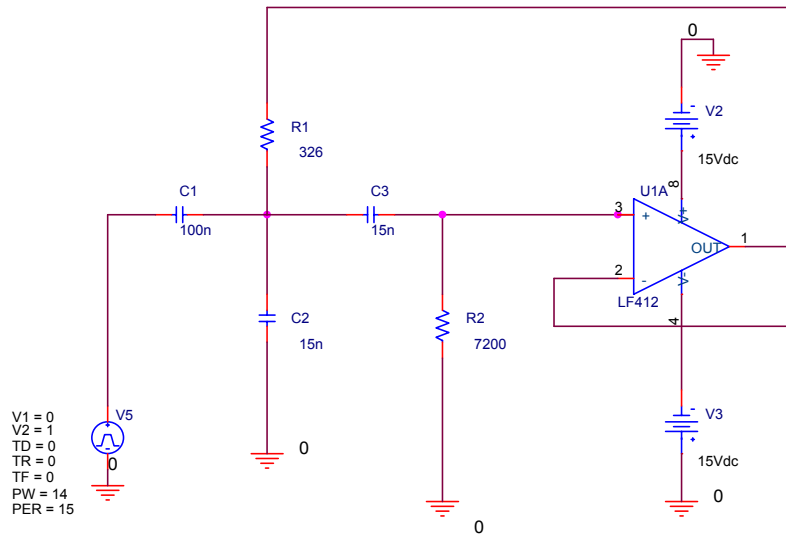 0
V2
-
+
15Vdc
R1
326
C1
100n
C3
15n
U1A
8
V+
3
+
OUT
1
2
-
V-
LF412
4
C2
15n
R2
7200
V1 = 0
V2 = 1
TD = 0
TR = 0
TF = 0
PW = 14
PER = 15
V5
+
-
0
0
V3
-
+
15Vdc
0
0